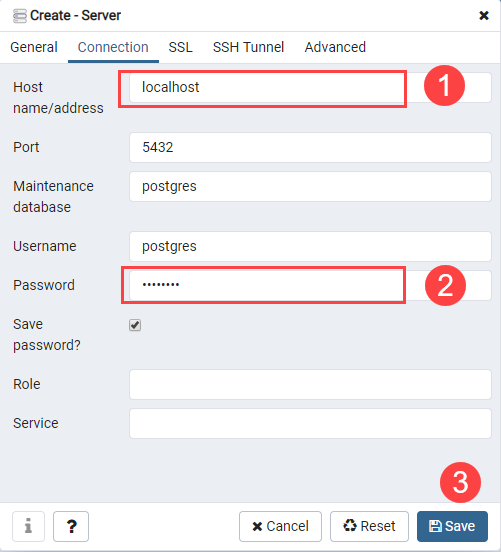 Create - Server
General Connection SSL SSH Tunnel Advanced
Host name/address localhost 1
Port 5432
Maintenance database postgres
Username postgres
Password •••••••• 2
Save password?
Role
Service
3
i ? Cancel Reset Save